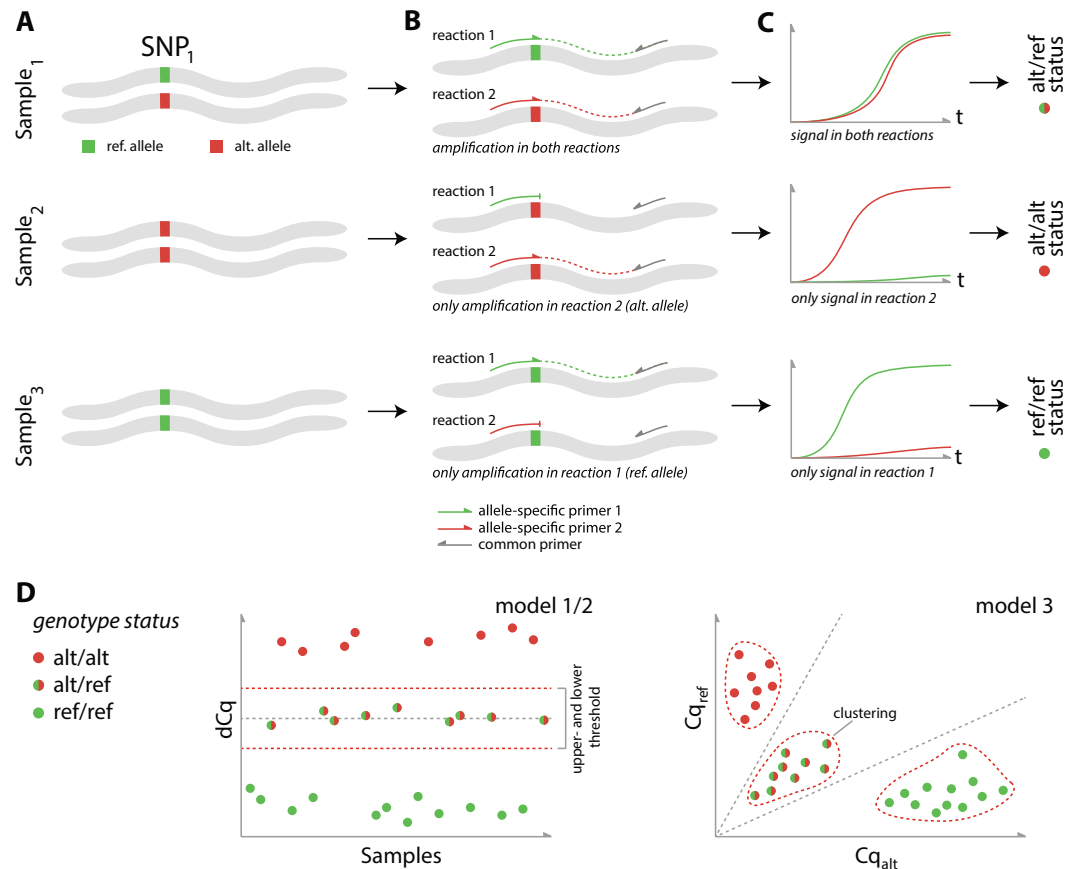 A
B
C
SNP1
Sample1
ref. allele
alt. allele
reaction 1
reaction 2
amplification in both reactions
t
signal in both reactions
alt/ref
status
Sample2
reaction 1
reaction 2
only amplification in reaction 2 (alt. allele)
t
only signal in reaction 2
alt/alt
status
Sample3
reaction 1
reaction 2
only amplification in reaction 1 (ref. allele)
t
only signal in reaction 1
ref/ref
status
allele-specific primer 1
allele-specific primer 2
common primer
D
genotype status
alt/alt
alt/ref
ref/ref
model 1/2
dCq
upper- and lower
threshold
Samples
model 3
Cqref
clustering
Cqalt